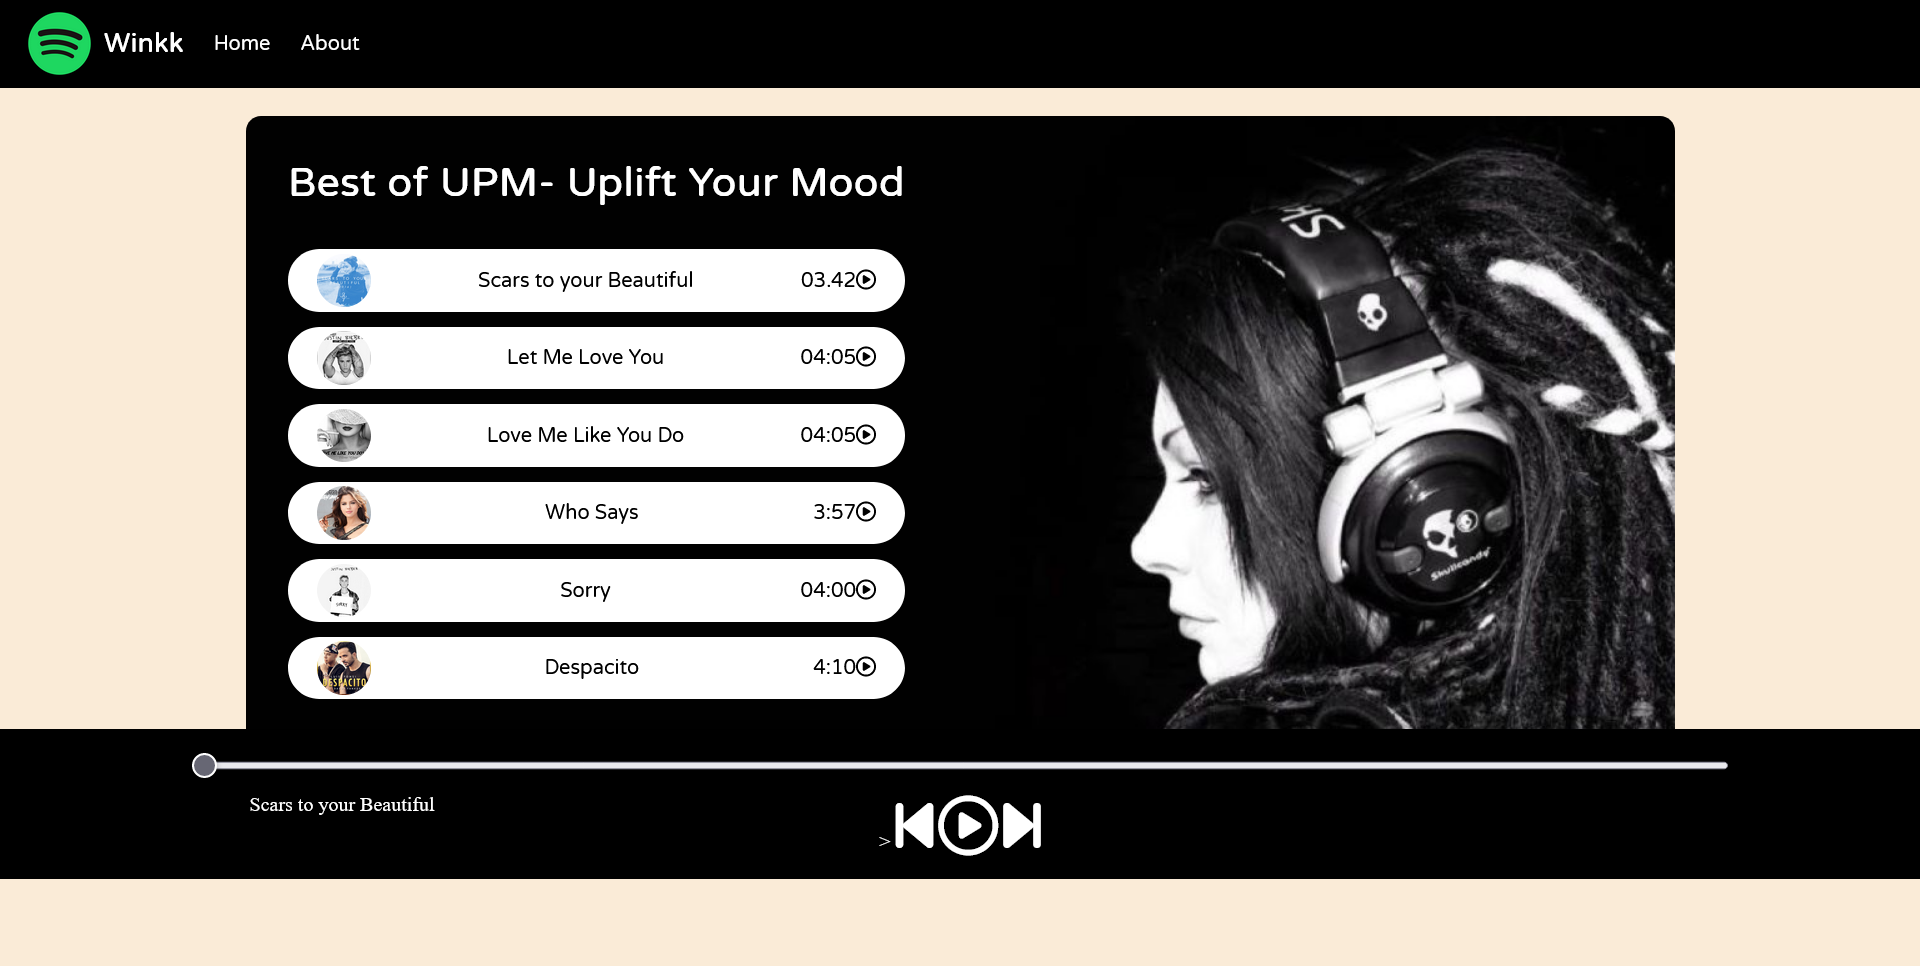 Winkk Home About
Best of UPM- Uplift Your Mood
Scars to your Beautiful 03.42
Let Me Love You 04:05
Love Me Like You Do 04:05
Who Says 3:57
Sorry 04:00
DESPACITO Despacito 4:10
Skullcandy
Scars to your Beautiful
>